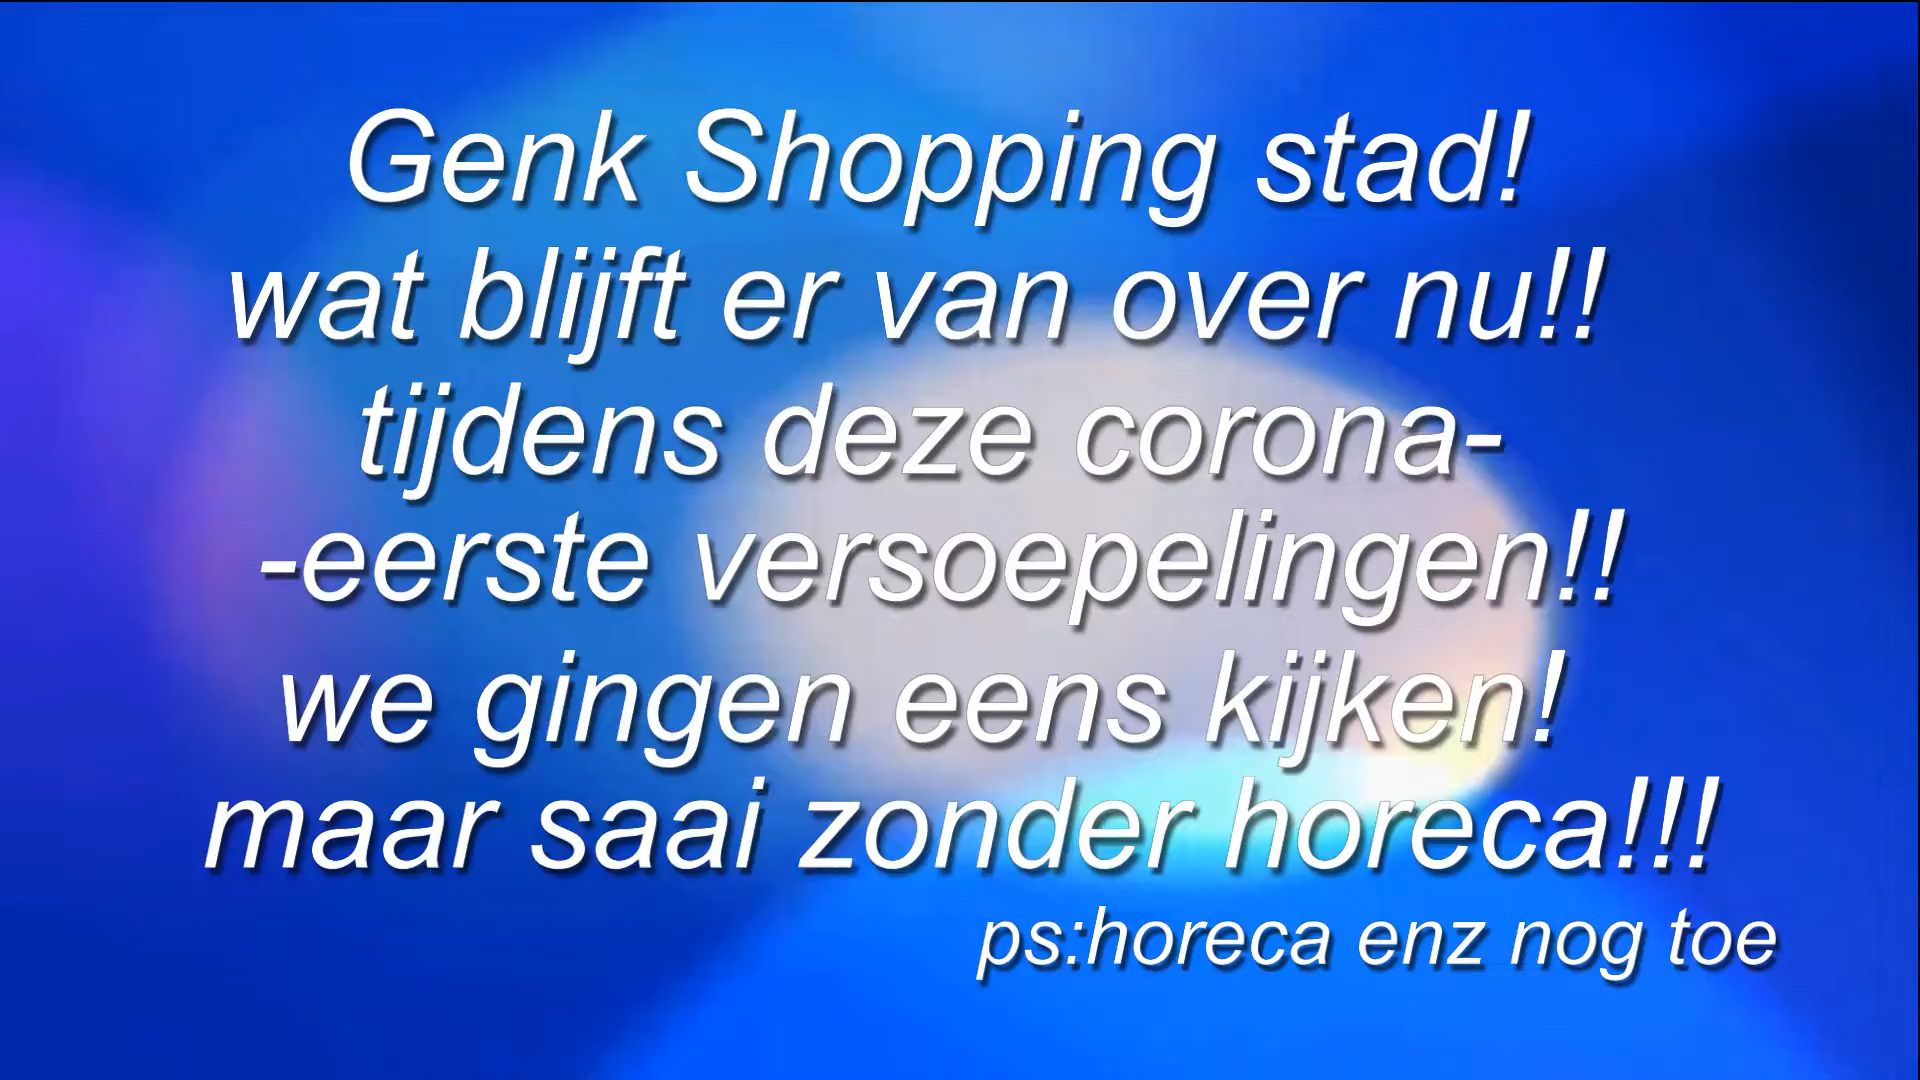 Genk Shopping stad!
wat blijft er van over nu!!
tijdens deze corona-
-eerste versoepelingen!!
we gingen eens kijken!
maar saai zonder horeca!!!
ps:horeca enz nog toe